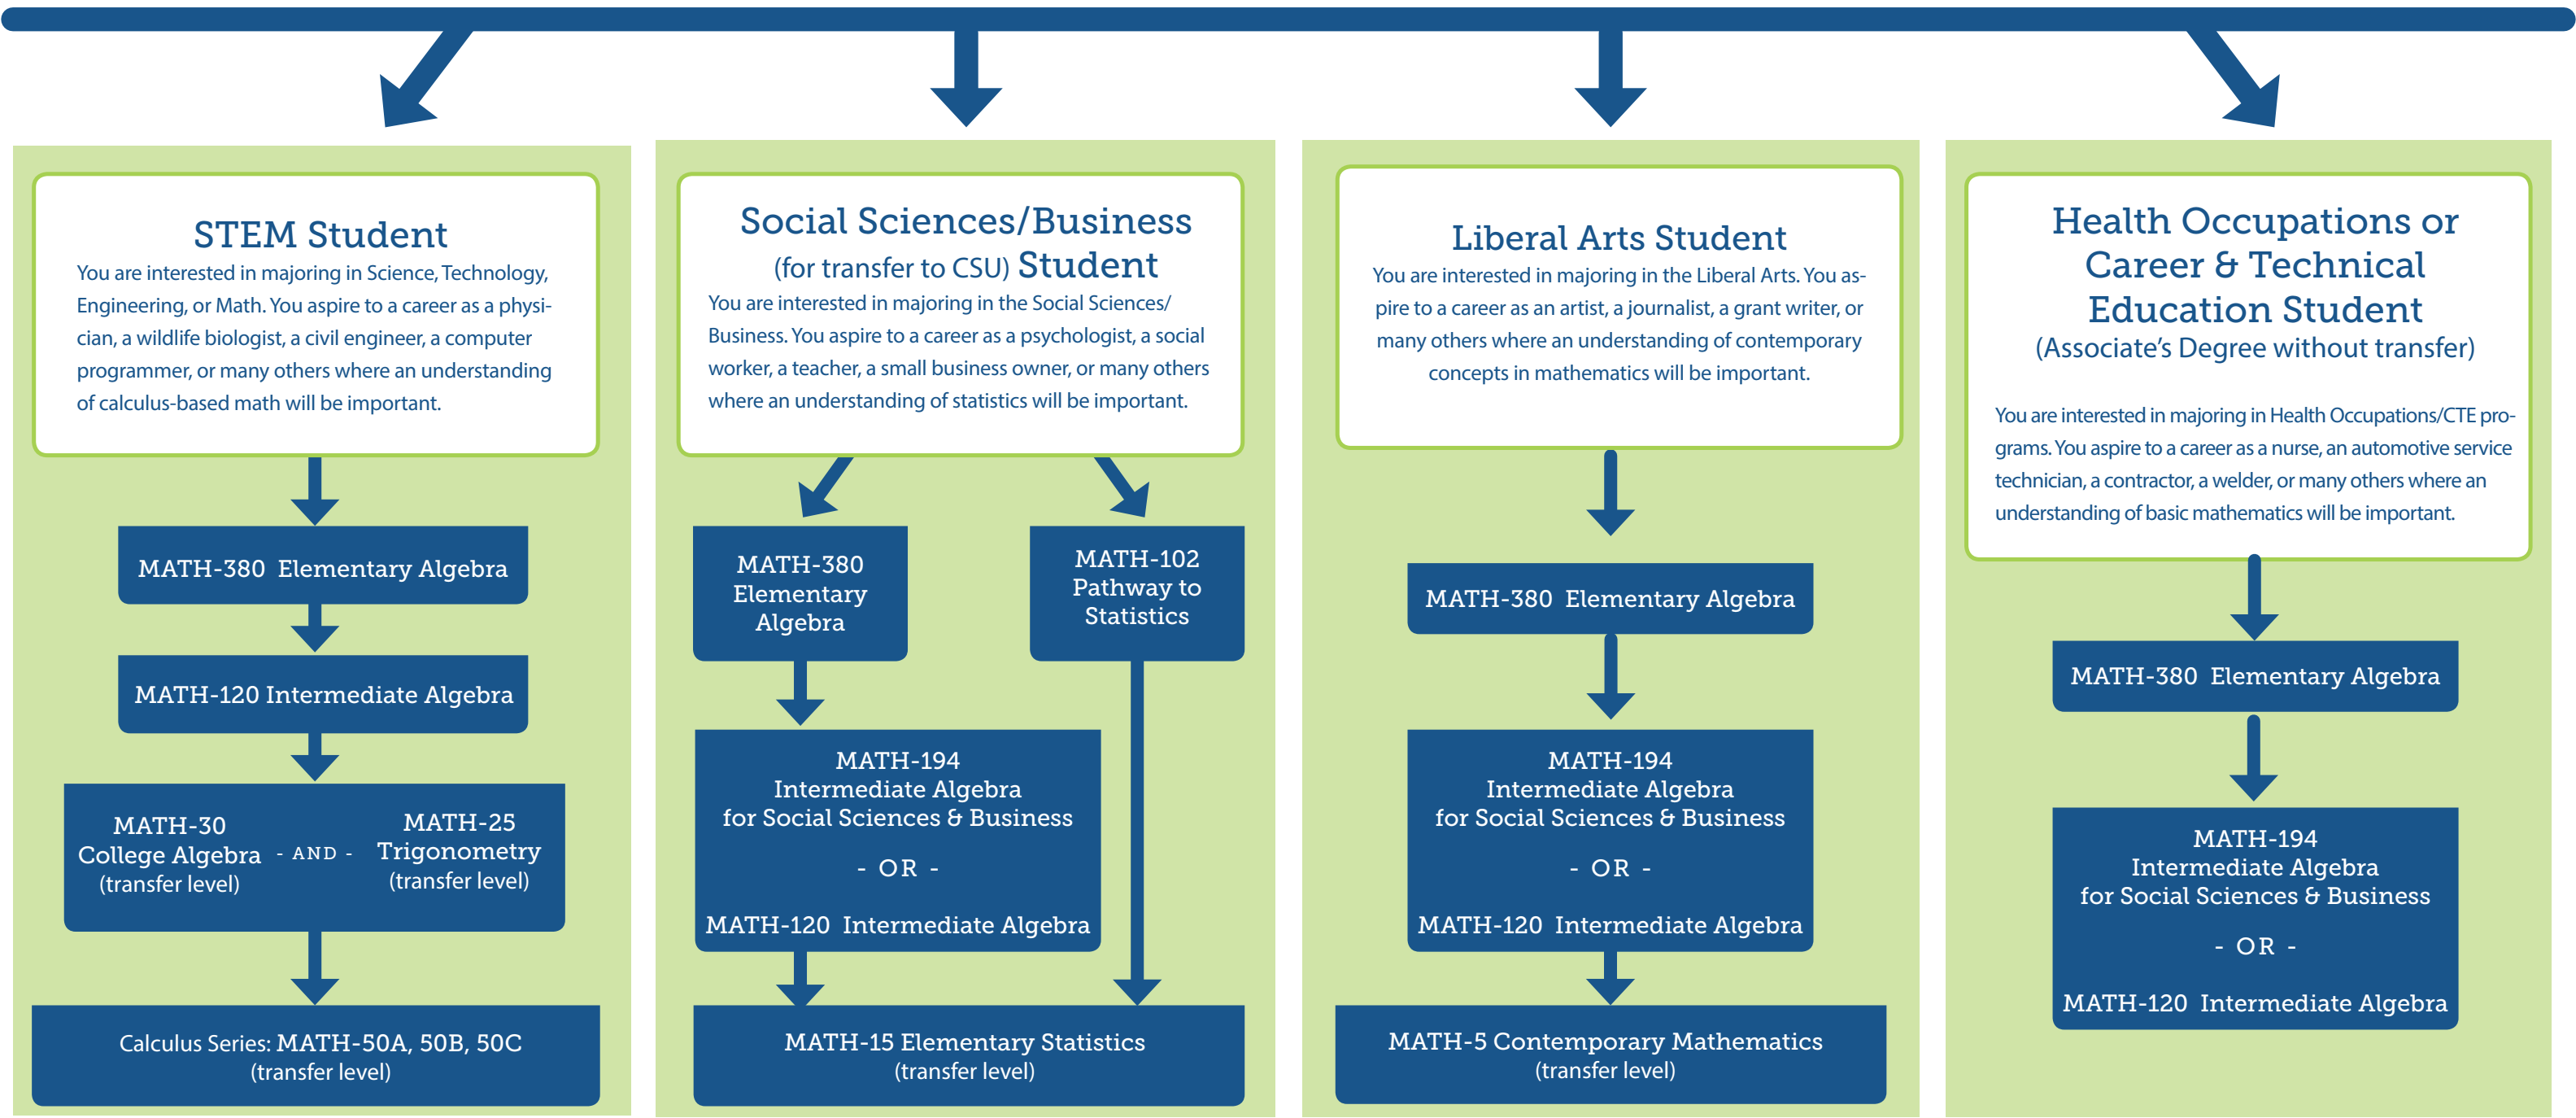 STEM Student
You are interested in majoring in Science, Technology,
Engineering, or Math. You aspire to a career as a physi-
cian, a wildlife biologist, a civil engineer, a computer
programmer, or many others where an understanding
of calculus-based math will be important.
MATH-380 Elementary Algebra
MATH-120 Intermediate Algebra
MATH-30
College Algebra
(transfer level)
- AND -
MATH-25
Trigonometry
(transfer level)
Calculus Series: MATH-50A, 50B, 50C
(transfer level)
Social Sciences/Business
(for transfer to CSU) Student
You are interested in majoring in the Social Sciences/
Business. You aspire to a career as a psychologist, a social
worker, a teacher, a small business owner, or many others
where an understanding of statistics will be important.
MATH-380
Elementary
Algebra
MATH-102
Pathway to
Statistics
MATH-194
Intermediate Algebra
for Social Sciences & Business
- OR -
MATH-120 Intermediate Algebra
MATH-15 Elementary Statistics
(transfer level)
Liberal Arts Student
You are interested in majoring in the Liberal Arts. You as-
pire to a career as an artist, a journalist, a grant writer, or
many others where an understanding of contemporary
concepts in mathematics will be important.
MATH-380 Elementary Algebra
MATH-194
Intermediate Algebra
for Social Sciences & Business
- OR -
MATH-120 Intermediate Algebra
MATH-5 Contemporary Mathematics
(transfer level)
Health Occupations or
Career & Technical
Education Student
(Associate’s Degree without transfer)
You are interested in majoring in Health Occupations/CTE pro-
grams. You aspire to a career as a nurse, an automotive service
technician, a contractor, a welder, or many others where an
understanding of basic mathematics will be important.
MATH-380 Elementary Algebra
MATH-194
Intermediate Algebra
for Social Sciences & Business
- OR -
MATH-120 Intermediate Algebra